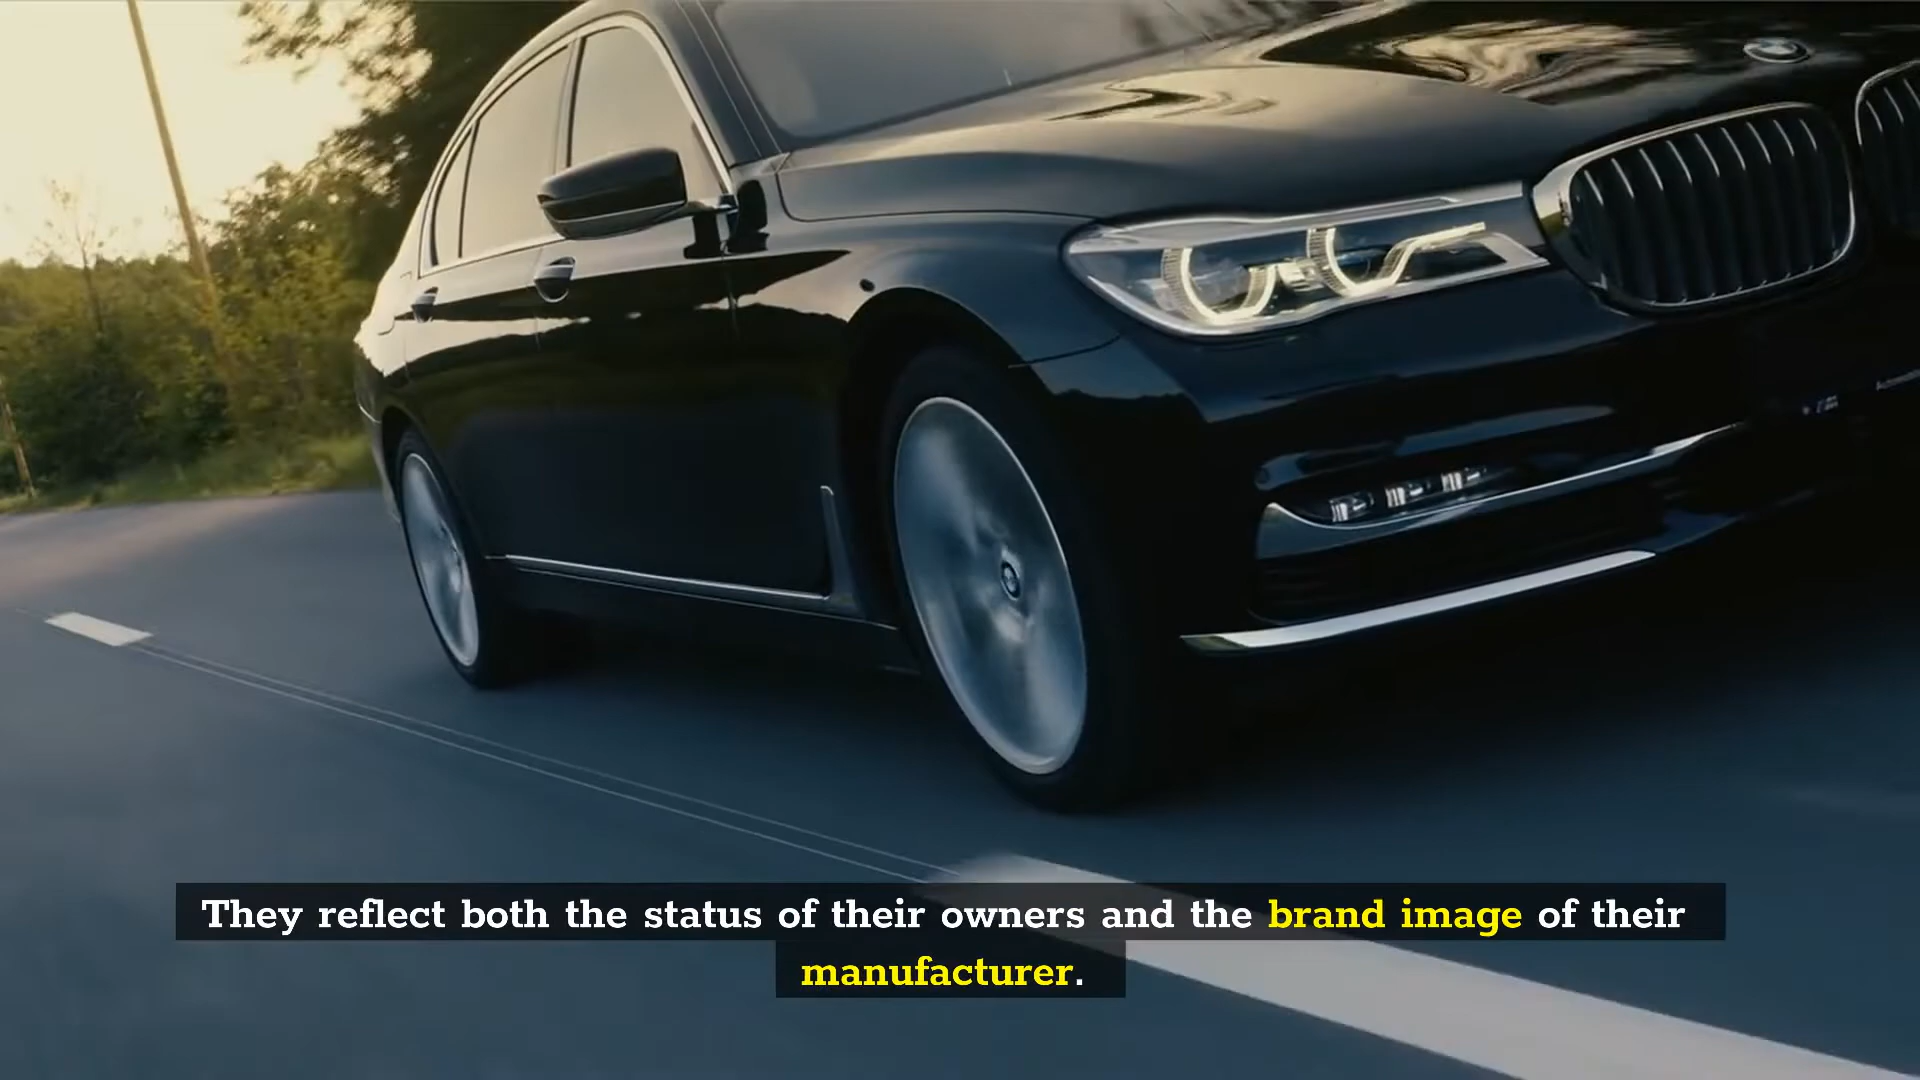 They reflect both the status of their owners and the brand image of their
manufacturer.